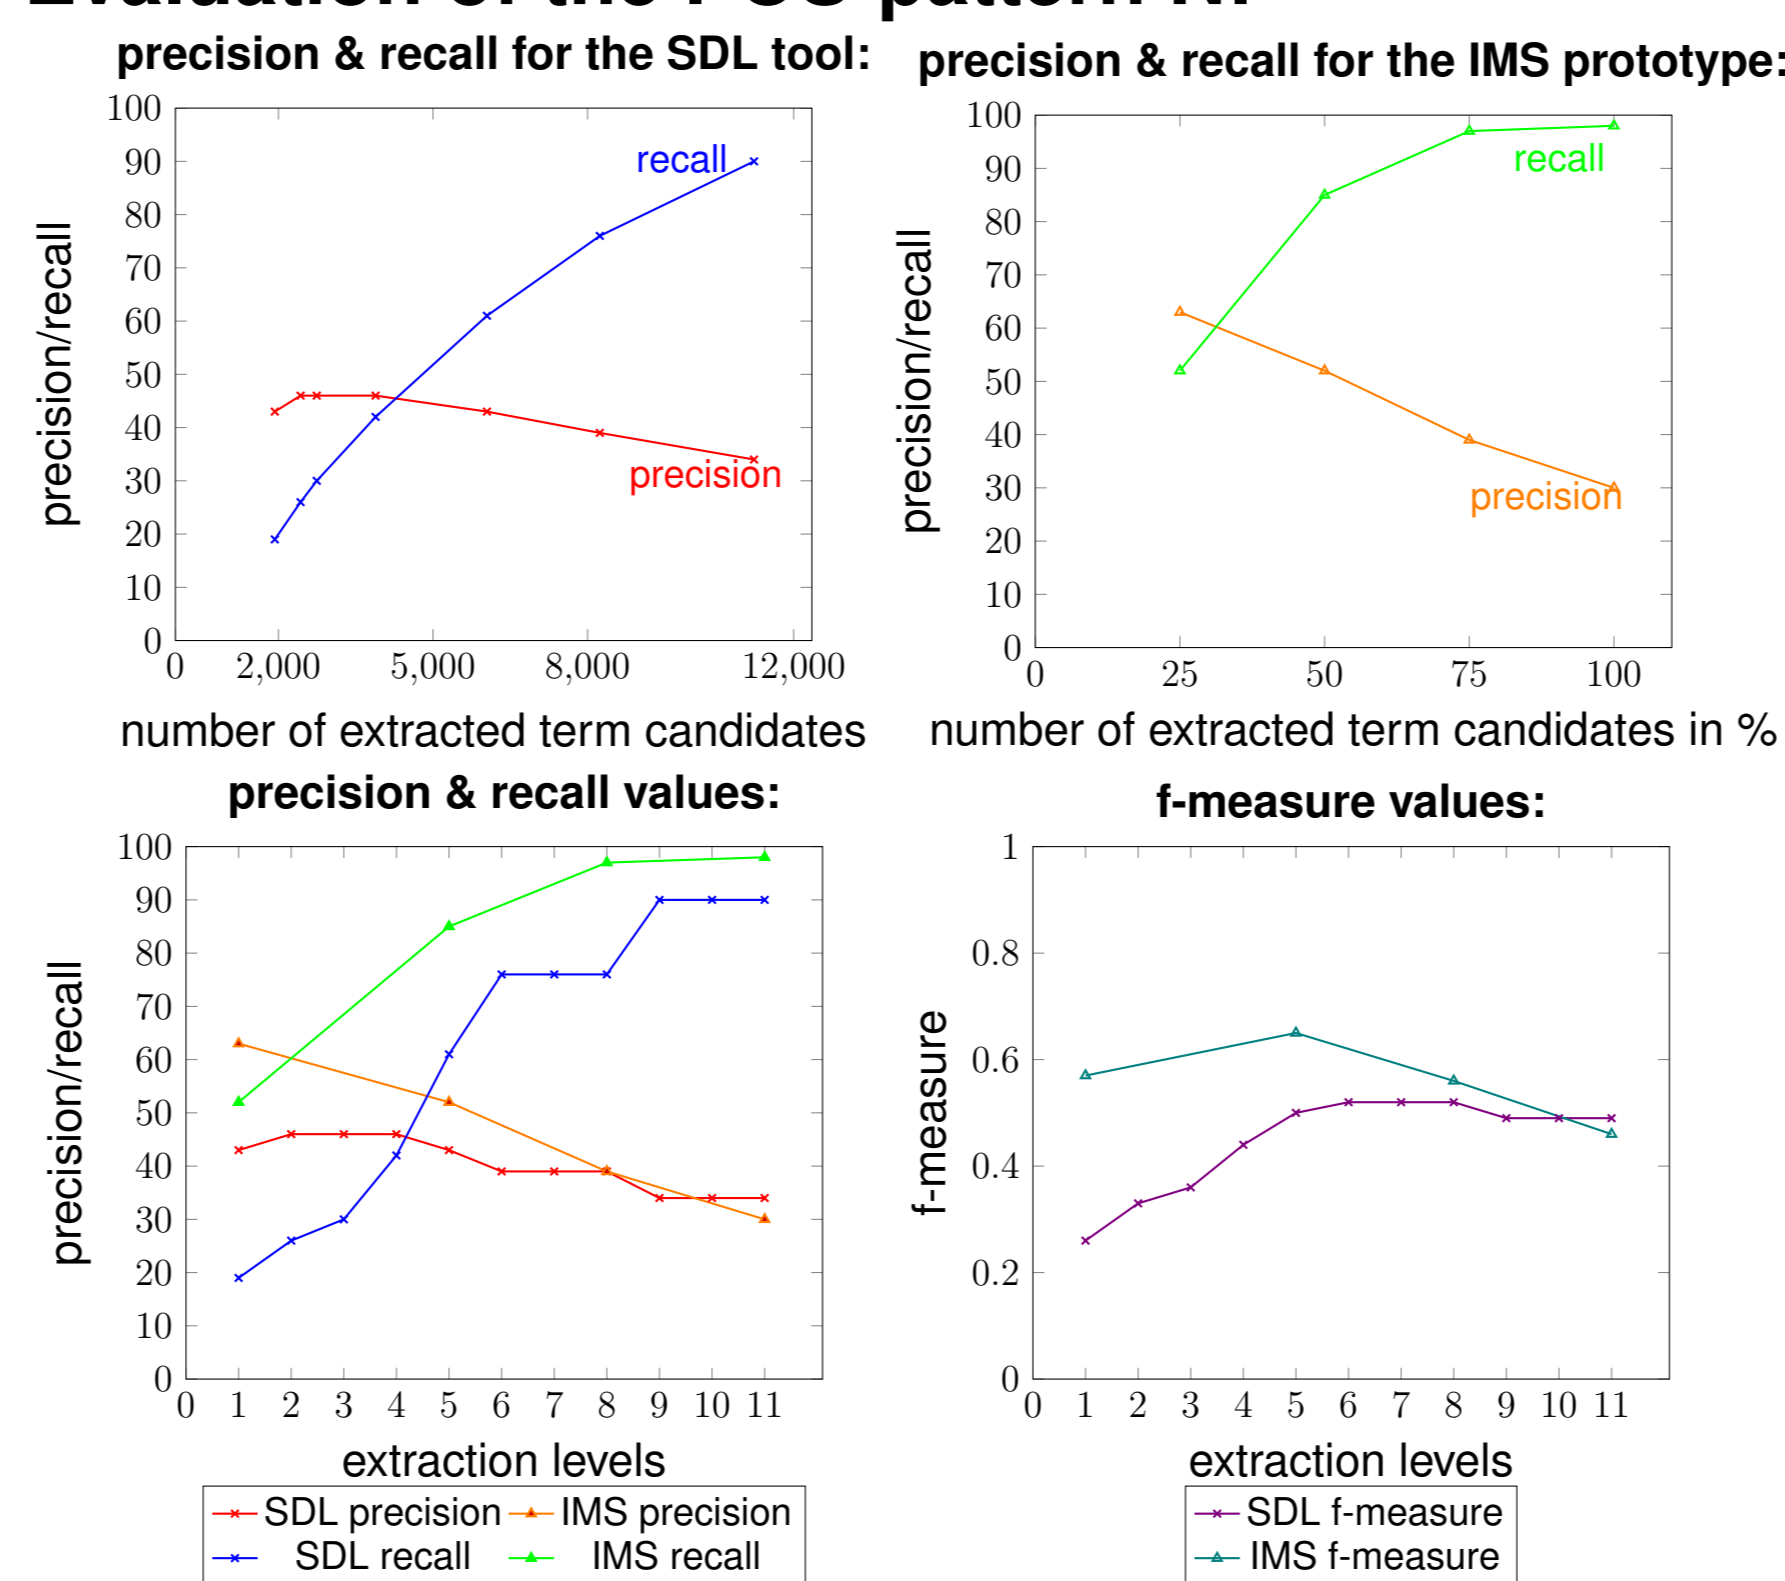 precision & recall for the SDL tool:
100
90
80
70
60
50
40
30
20
10
0
precision/recall
recall
precision
0 2,000 5,000 8,000 12,000
number of extracted term candidates
precision & recall for the IMS prototype:
100
90
80
70
60
50
40
30
20
10
0
precision/recall
recall
precision
0 25 50 75 100
number of extracted term candidates in %
precision & recall values:
100
90
80
70
60
50
40
30
20
10
0
precision/recall
0 1 2 3 4 5 6 7 8 9 10 11
extraction levels
SDL precision IMS precision
SDL recall IMS recall
f-measure values:
1
0.8
0.6
0.4
0.2
0
f-measure
0 1 2 3 4 5 6 7 8 9 10 11
extraction levels
SDL f-measure
IMS f-measure